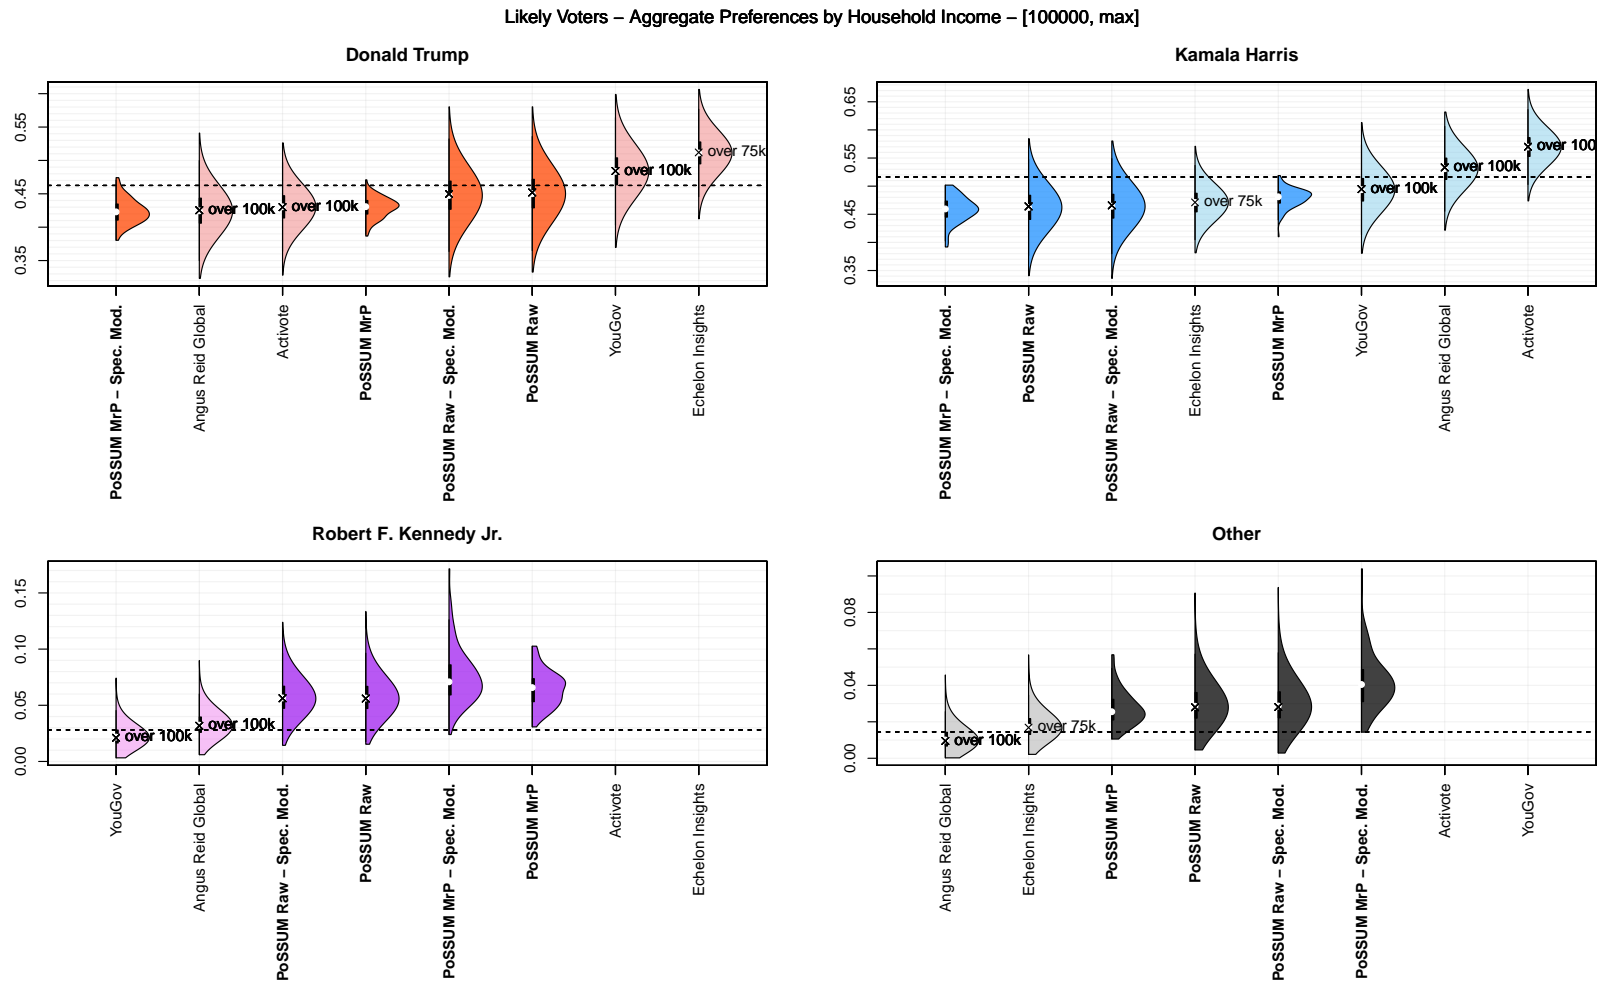 Likely Voters – Aggregate Preferences by Household Income – [100000, max]
Donald Trump
0.35
0.45
0.55
over 100k
over 100k
over 100k
over 75k
PoSSUM MrP – Spec. Mod.
Angus Reid Global
Activote
PoSSUM MrP
PoSSUM Raw – Spec. Mod.
PoSSUM Raw
YouGov
Echelon Insights
Kamala Harris
0.35
0.45
0.55
0.65
over 75k
over 100k
over 100k
over 100
PoSSUM MrP – Spec. Mod.
PoSSUM Raw
PoSSUM Raw – Spec. Mod.
Echelon Insights
PoSSUM MrP
YouGov
Angus Reid Global
Activote
Robert F. Kennedy Jr.
0.00
0.05
0.10
0.15
over 100k
over 100k
YouGov
Angus Reid Global
PoSSUM Raw – Spec. Mod.
PoSSUM Raw
PoSSUM MrP – Spec. Mod.
PoSSUM MrP
Activote
Echelon Insights
Other
0.00
0.04
0.08
over 100k
over 75k
Angus Reid Global
Echelon Insights
PoSSUM MrP
PoSSUM Raw
PoSSUM Raw – Spec. Mod.
PoSSUM MrP – Spec. Mod.
Activote
YouGov